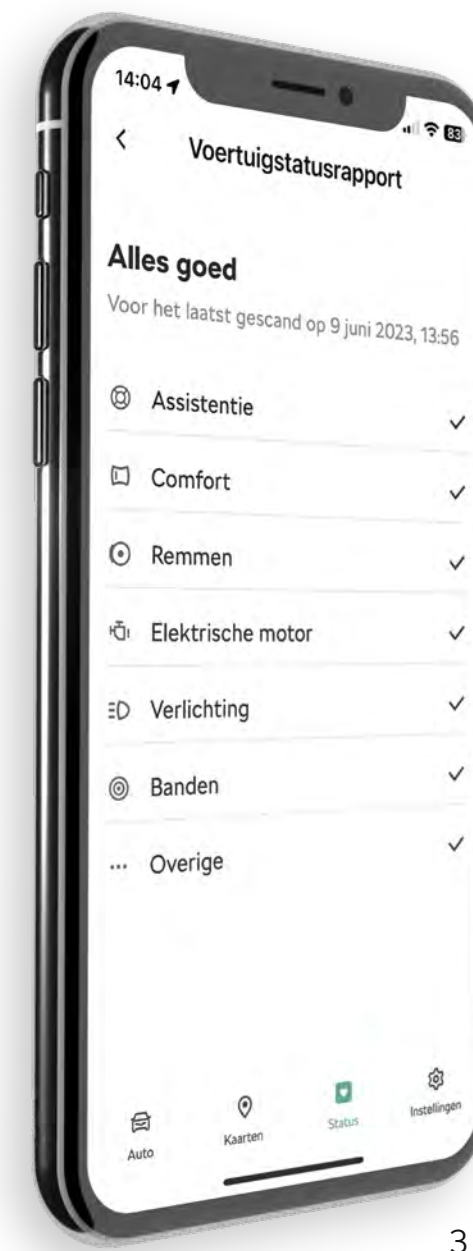 14:04
83
Voertuigstatusrapport
Alles goed
Voor het laatst gescand op 9 juni 2023, 13:56
Assistentie
Comfort
Remmen
Elektrische motor
Verlichting
Banden
Overige
Auto
Kaarten
Status
Instellingen
3